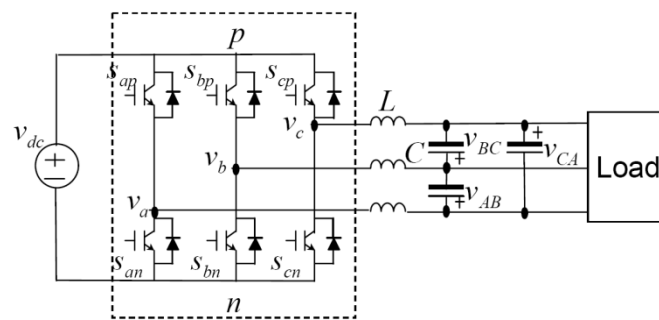 p
s_ap s_bp s_cp
v_dc
+
−
v_c
L
+
v_b
C
v_BC
+
v_CA
Load
v_a
v_AB
+
s_an s_bn s_cn
n